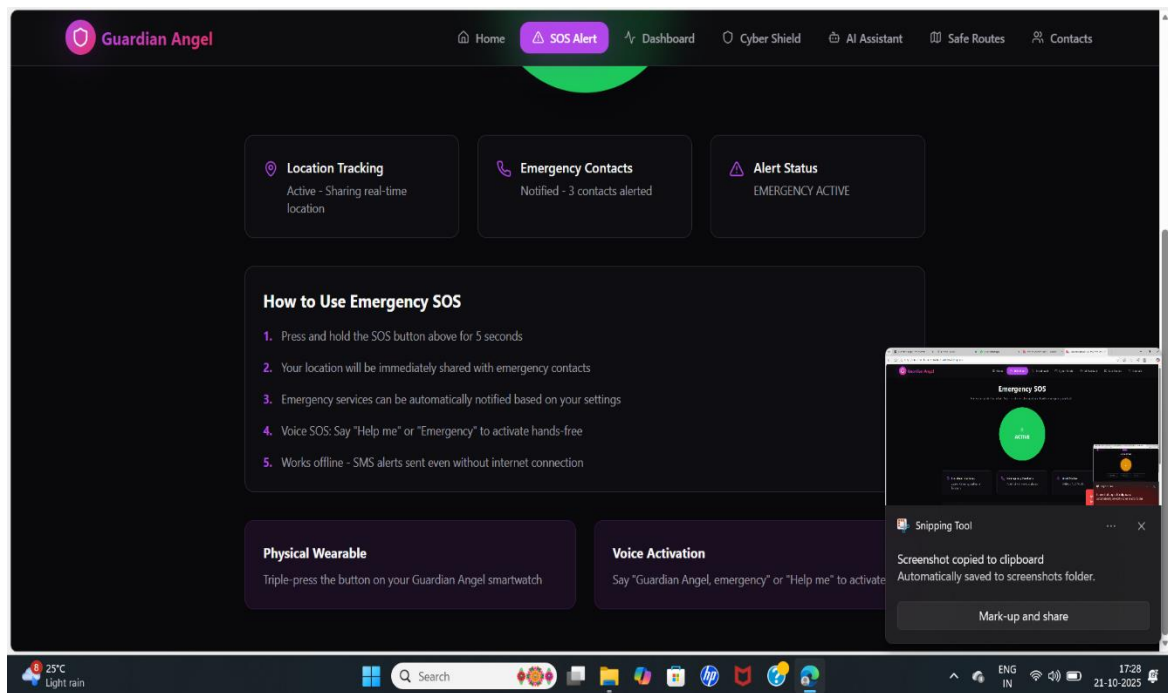 Guardian Angel
Home
SOS Alert
Dashboard
Cyber Shield
AI Assistant
Safe Routes
Contacts
Location Tracking
Active - Sharing real-time
location
Emergency Contacts
Notified - 3 contacts alerted
Alert Status
EMERGENCY ACTIVE
How to Use Emergency SOS
1. Press and hold the SOS button above for 5 seconds
2. Your location will be immediately shared with emergency contacts
3. Emergency services can be automatically notified based on your settings
4. Voice SOS: Say "Help me" or "Emergency" to activate hands-free
5. Works offline - SMS alerts sent even without internet connection
Physical Wearable
Triple-press the button on your Guardian Angel smartwatch
Voice Activation
Say "Guardian Angel, emergency" or "Help me" to activate
Guardian Angel
Emergency SOS
ACTIVE
Snipping Tool
Screenshot copied to clipboard
Automatically saved to screenshots folder.
Mark-up and share
8
25°C
Light rain
Search
ENG
IN
17:28
21-10-2025